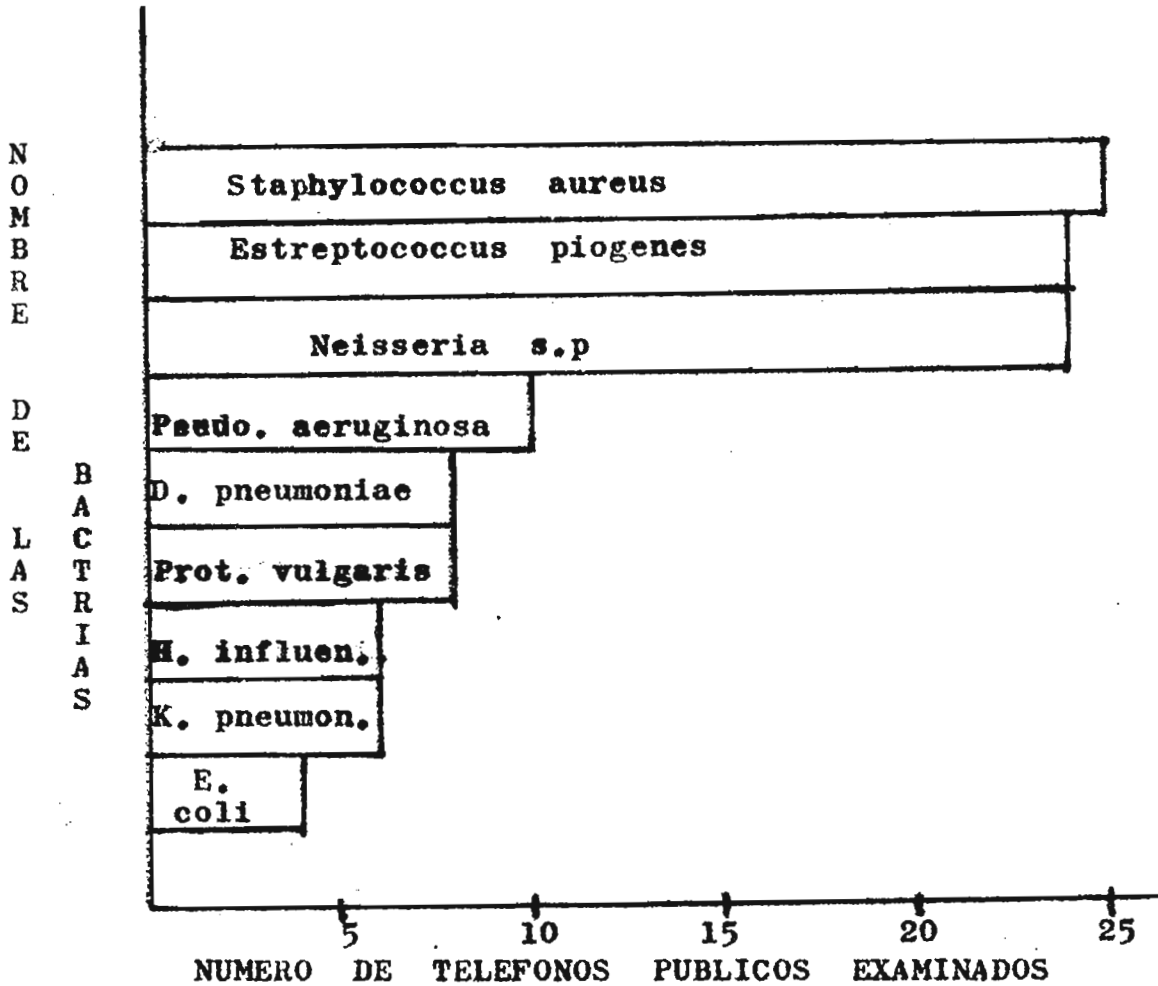 NOMBRE DE LAS
BACTRIAS
Staphylococcus aureus
Estreptococcus piogenes
Neisseria s.p
Pseudo. aeruginosa
D. pneumoniae
Prot. vulgaris
H. influen.
K. pneumon.
E.
coli
5 10 15 20 25
NUMERO DE TELEFONOS PUBLICOS EXAMINADOS